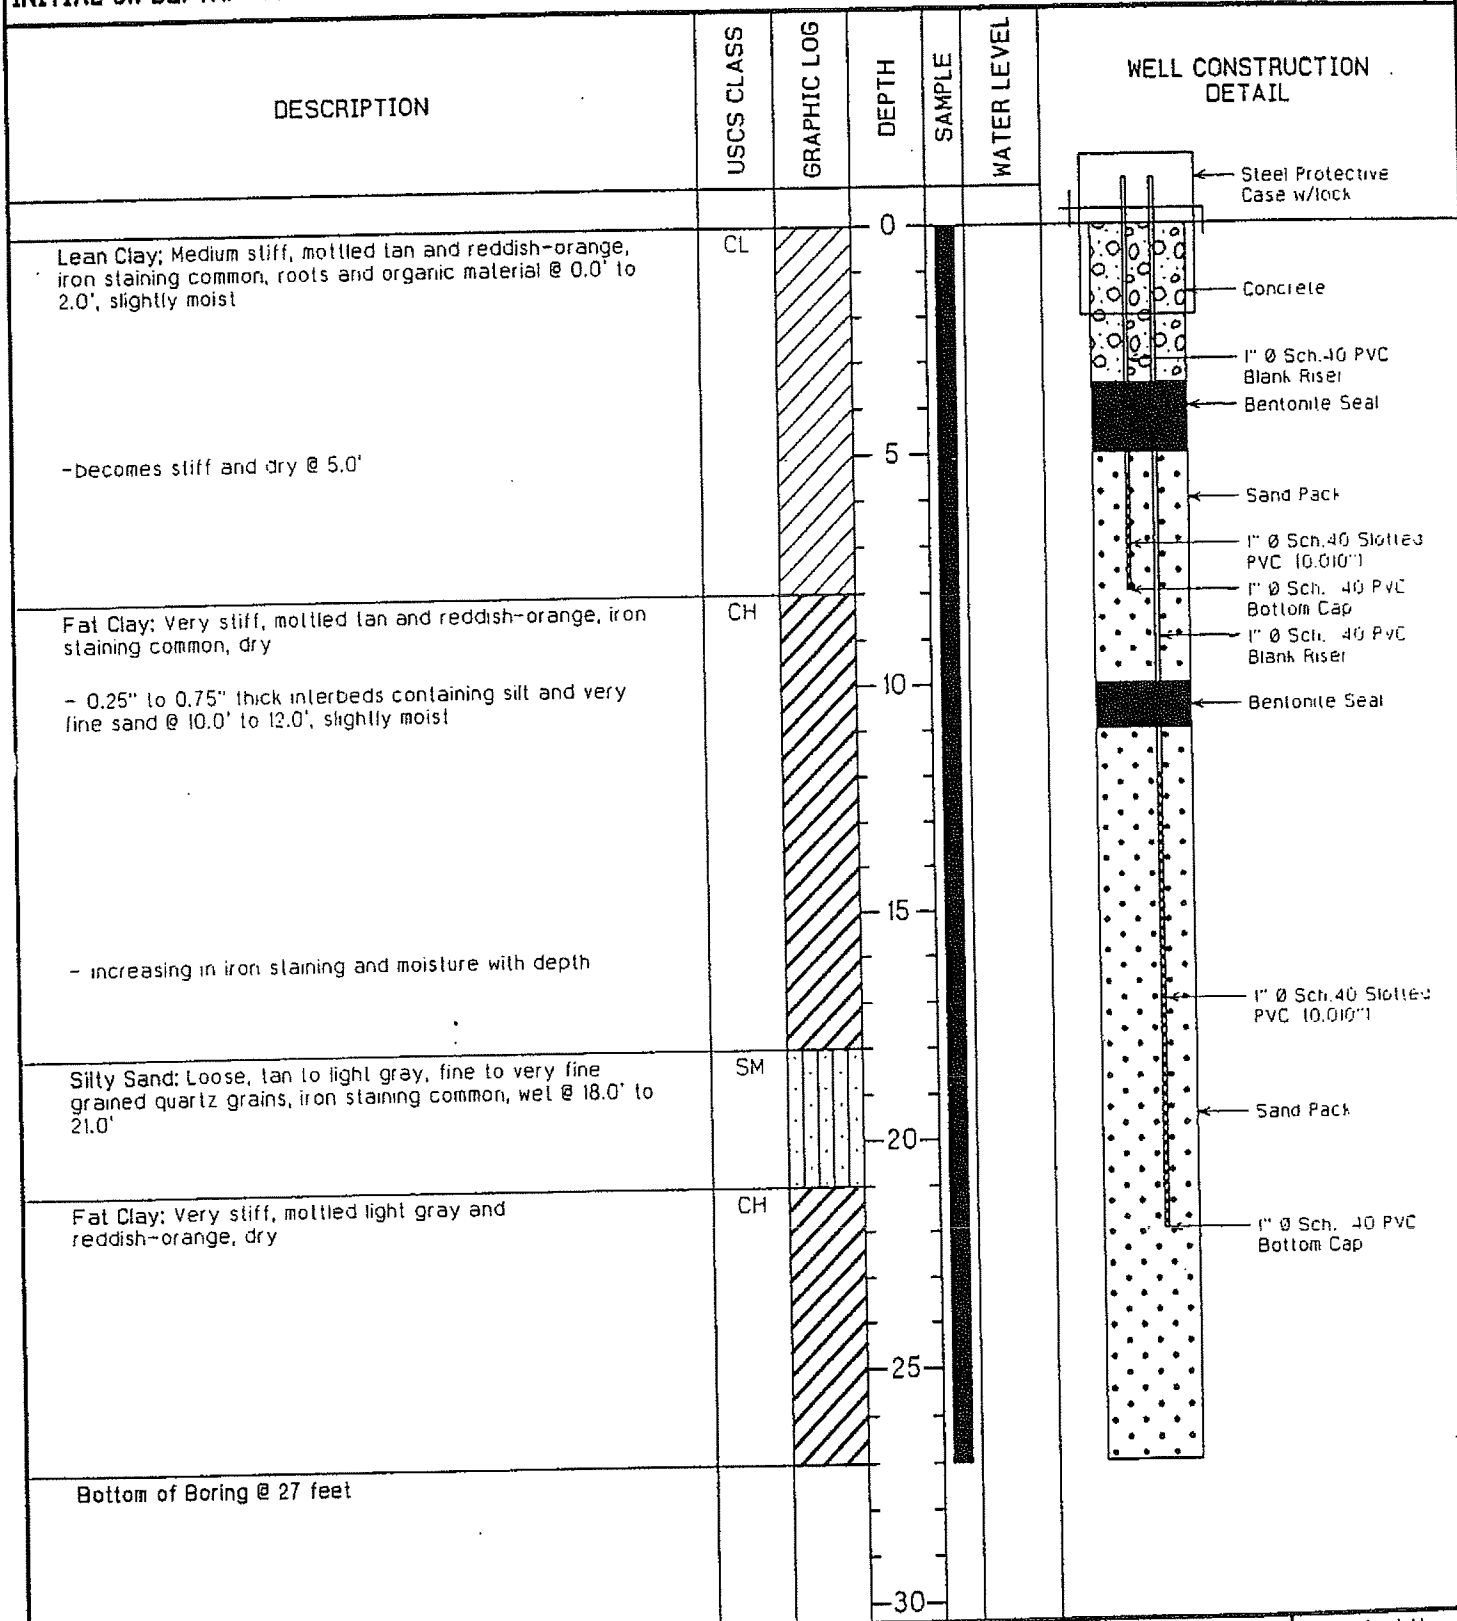 DESCRIPTION
USCS CLASS
GRAPHIC LOG
DEPTH
SAMPLE
WATER LEVEL
WELL CONSTRUCTION
DETAIL
Steel Protective
Case w/lock
0
Lean Clay: Medium stiff, mottled tan and reddish-orange,
iron staining common, roots and organic material @ 0.0' to
2.0', slightly moist
CL
Concrete
1" Ø Sch.40 PVC
Blank Riser
Bentonite Seal
-becomes stiff and dry @ 5.0'
5
Sand Pack
1" Ø Sch.40 Slotted
PVC (0.010")
1" Ø Sch. 40 PVC
Bottom Cap
1" Ø Sch. 40 PVC
Blank Riser
Fat Clay: Very stiff, mottled tan and reddish-orange, iron
staining common, dry
CH
- 0.25" to 0.75" thick interbeds containing silt and very
fine sand @ 10.0' to 12.0', slightly moist
10
Bentonite Seal
15
- increasing in iron staining and moisture with depth
1" Ø Sch.40 Slotted
PVC (0.010")
Silty Sand: Loose, tan to light gray, fine to very fine
grained quartz grains, iron staining common, wet @ 18.0' to
21.0'
SM
Sand Pack
20
Fat Clay: Very stiff, mottled light gray and
reddish-orange, dry
CH
1" Ø Sch. 40 PVC
Bottom Cap
25
Bottom of Boring @ 27 feet
30